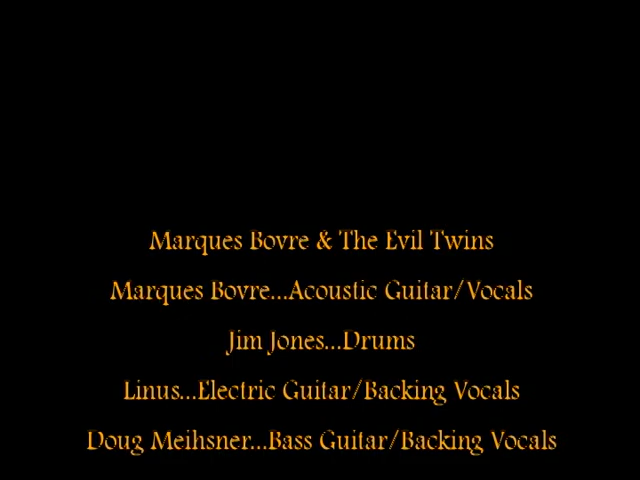 Marques Bovre & The Evil Twins
Marques Bovre...Acoustic Guitar/Vocals
Jim Jones...Drums
Linus...Electric Guitar/Backing Vocals
Doug Meihsner...Bass Guitar/Backing Vocals